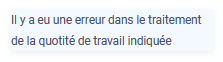 Il y a eu une erreur dans le traitement
de la quotité de travail indiquée